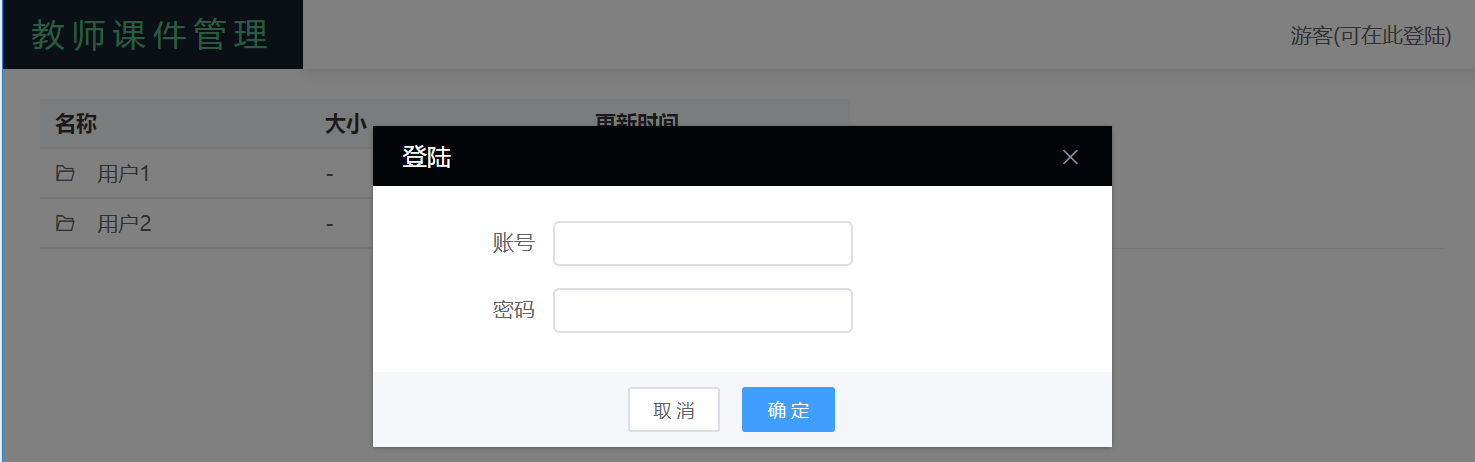 教师课件管理
游客(可在此登陆)
名称 大小 更新时间
登陆
用户1 -
用户2 -
账号
密码
取消 确定